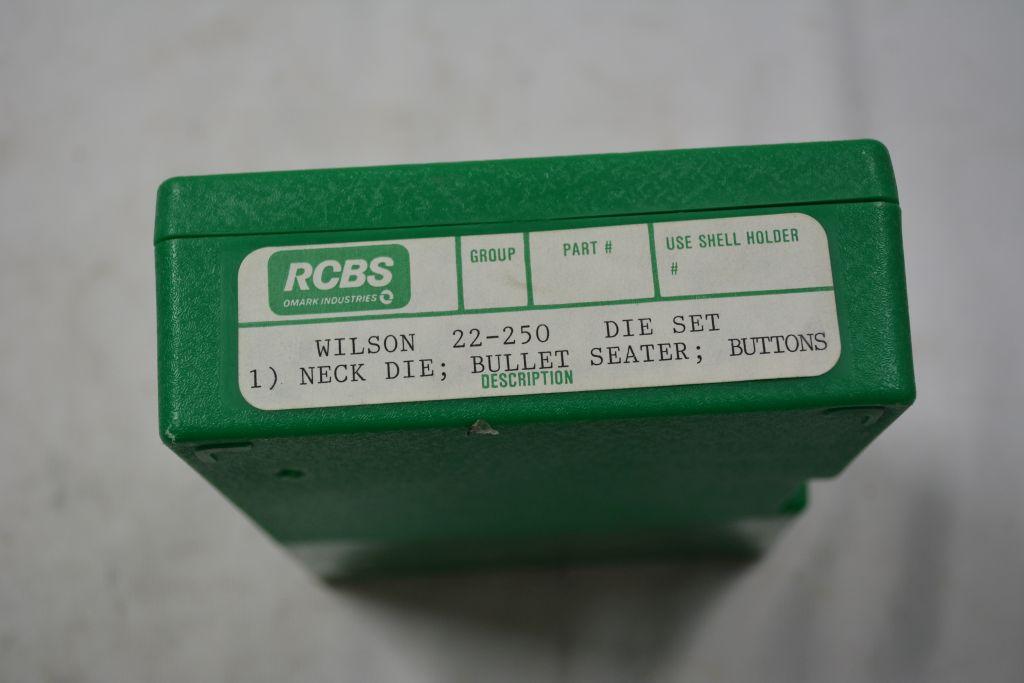 RCBS
OMARK INDUSTRIES
GROUP
PART #
USE SHELL HOLDER
#
WILSON 22-250 DIE SET
1) NECK DIE; BULLET SEATER; BUTTONS
DESCRIPTION